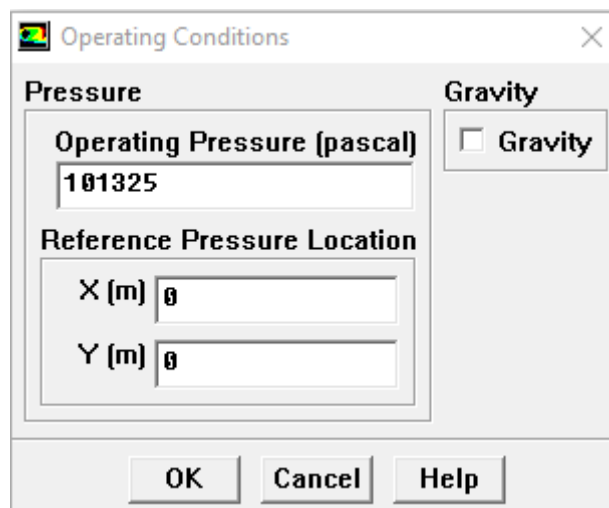 Operating Conditions
Pressure
Gravity
Operating Pressure (pascal)
101325
Gravity
Reference Pressure Location
X (m) 0
Y (m) 0
OK Cancel Help